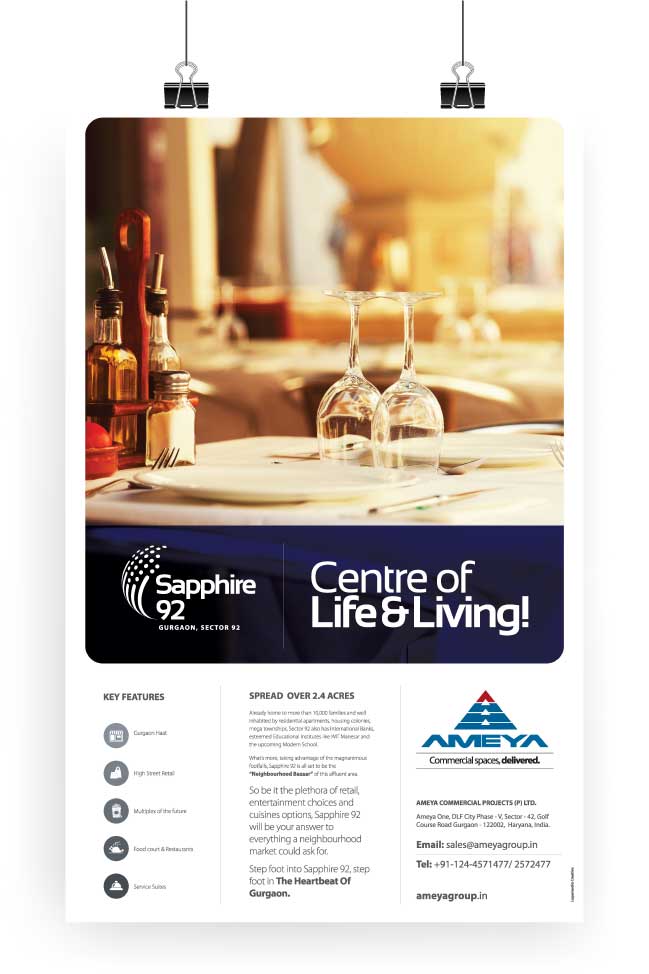 Sapphire
92
GURGAON, SECTOR 92
Centre of
Life & Living!
KEY FEATURES
Gurgaon Haat
High Street Retail
Multiplex of the future
Food court & Restaurants
Service Suites
SPREAD OVER 2.4 ACRES
Already home to more than 10,000 families and well
inhabited by residential apartments, housing colonies,
mega townships, Sector 92 also has International Banks,
esteemed Educational Institutes like IMT Manesar and
the upcoming Modern School.
What's more, taking advantage of the magnanimous
footfalls, Sapphire 92 is all set to be the
"Neighbourhood Bazaar" of this affluent area.
So be it the plethora of retail,
entertainment choices and
cuisines options, Sapphire 92
will be your answer to
everything a neighbourhood
market could ask for.
Step foot into Sapphire 92, step
foot in The Heartbeat Of
Gurgaon.
AMEYA
Commercial spaces, delivered.
AMEYA COMMERCIAL PROJECTS (P) LTD.
Ameya One, DLF City Phase - V, Sector - 42, Golf
Course Road Gurgaon - 122002, Haryana, India.
Email: sales@ameyagroup.in
Tel: +91-124-4571477/ 2572477
ameyagroup.in